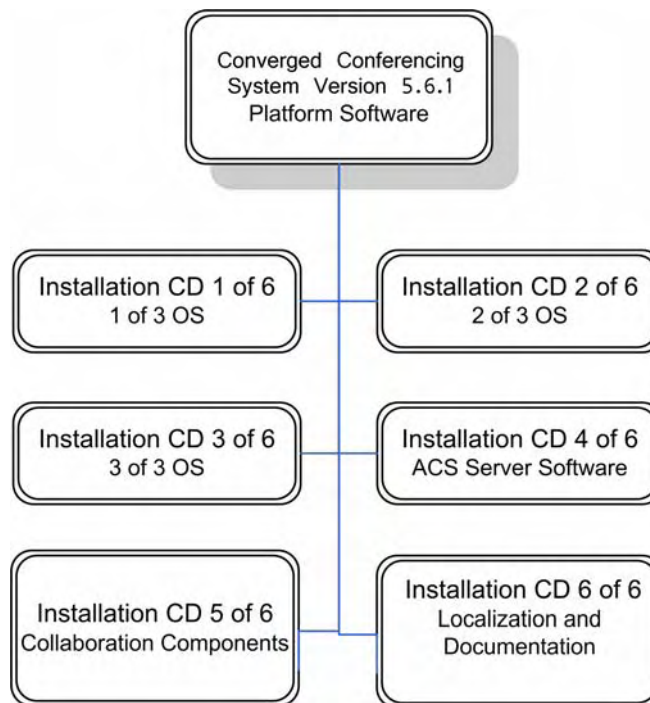 Converged Conferencing
System Version 5.6.1
Platform Software
Installation CD 1 of 6
1 of 3 OS
Installation CD 2 of 6
2 of 3 OS
Installation CD 3 of 6
3 of 3 OS
Installation CD 4 of 6
ACS Server Software
Installation CD 5 of 6
Collaboration Components
Installation CD 6 of 6
Localization and
Documentation